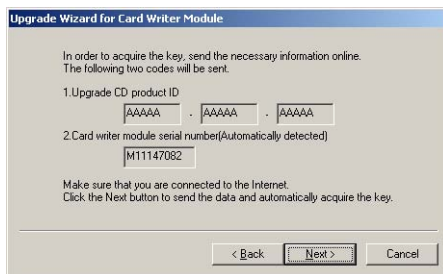 Upgrade Wizard for Card Writer Module
In order to acquire the key, send the necessary information online.
The following two codes will be sent.
1.Upgrade CD product ID
AAAAA . AAAAA . AAAAA
2.Card writer module serial number(Automatically detected)
M11147082
Make sure that you are connected to the Internet.
Click the Next button to send the data and automatically acquire the key.
< Back Next > Cancel